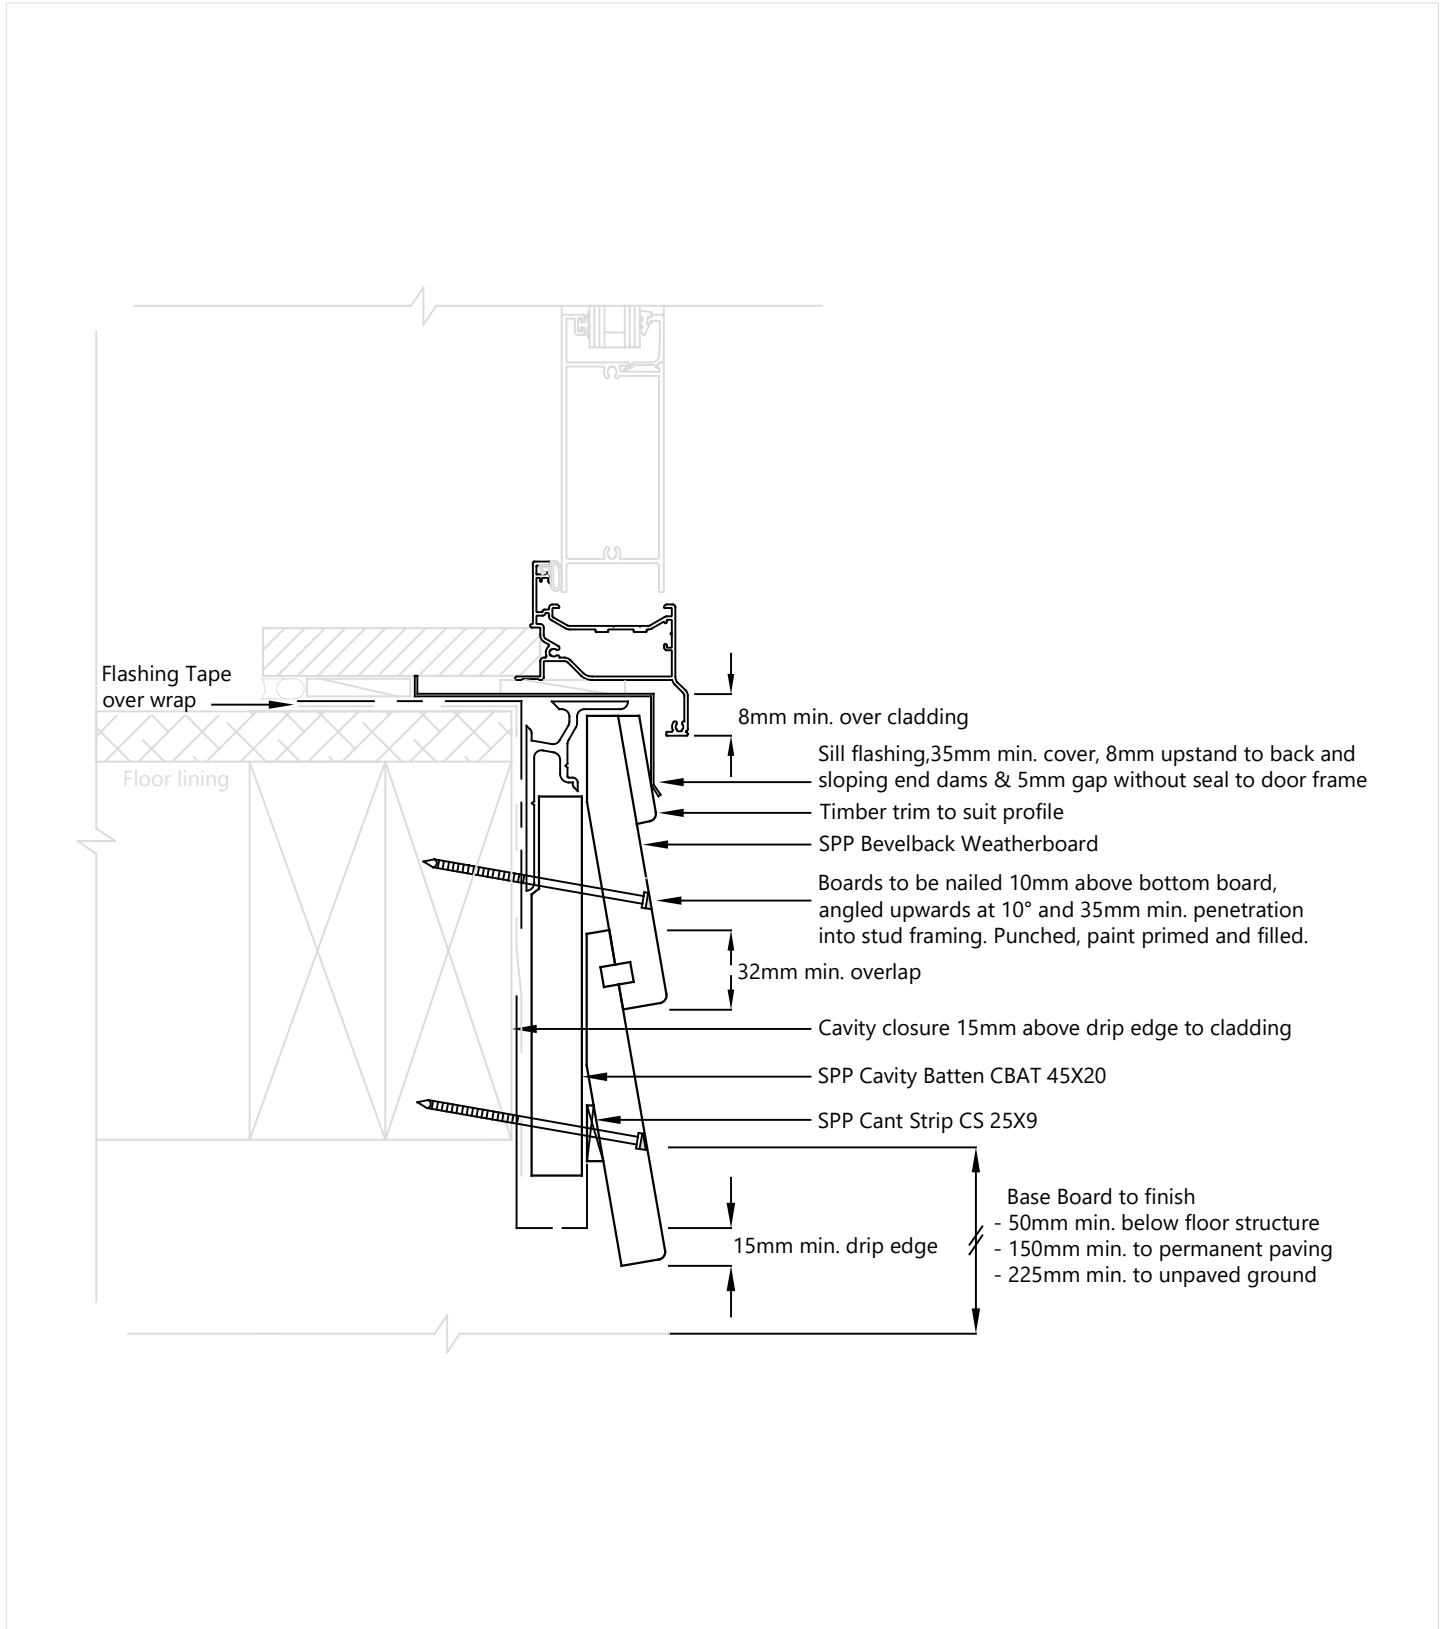 Flashing Tape
over wrap
Floor lining
8mm min. over cladding
Sill flashing,35mm min. cover, 8mm upstand to back and
sloping end dams & 5mm gap without seal to door frame
Timber trim to suit profile
SPP Bevelback Weatherboard
Boards to be nailed 10mm above bottom board,
angled upwards at 10° and 35mm min. penetration
into stud framing. Punched, paint primed and filled.
32mm min. overlap
Cavity closure 15mm above drip edge to cladding
SPP Cavity Batten CBAT 45X20
SPP Cant Strip CS 25X9
Base Board to finish
- 50mm min. below floor structure
- 150mm min. to permanent paving
- 225mm min. to unpaved ground
15mm min. drip edge